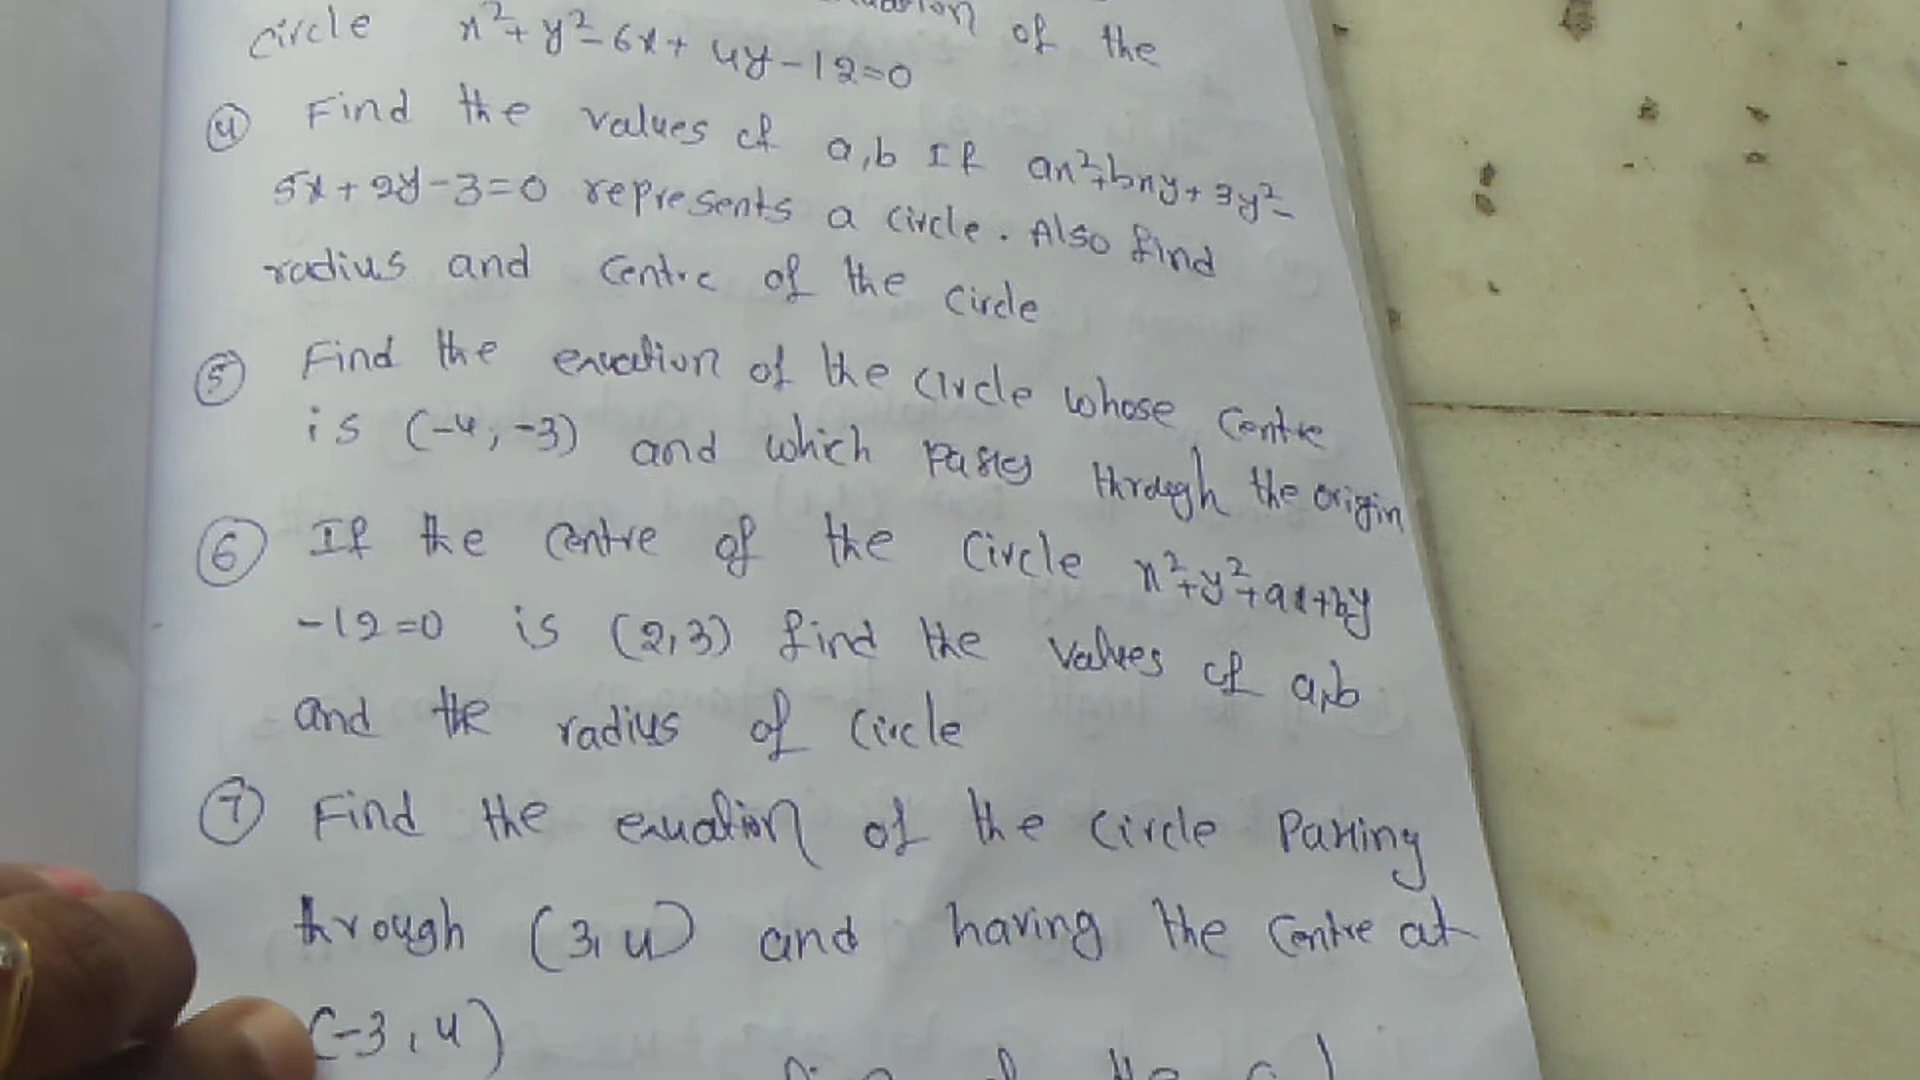 of the
circle x²+y²-6x+4y-12=0
④ Find the values of a,b If ax²+bxy+3y²-
5x+2y-3=0 represents a circle. Also find
radius and centre of the circle
⑤ Find the equation of the circle whose centre
is (-4,-3) and which passes through the origin
⑥ If the centre of the circle x²+y²+ax+by
-12=0 is (2,3) find the values of a,b
and the radius of circle
⑦ Find the equation of the circle Passing
through (3,4) and having the centre at
(-3,4)